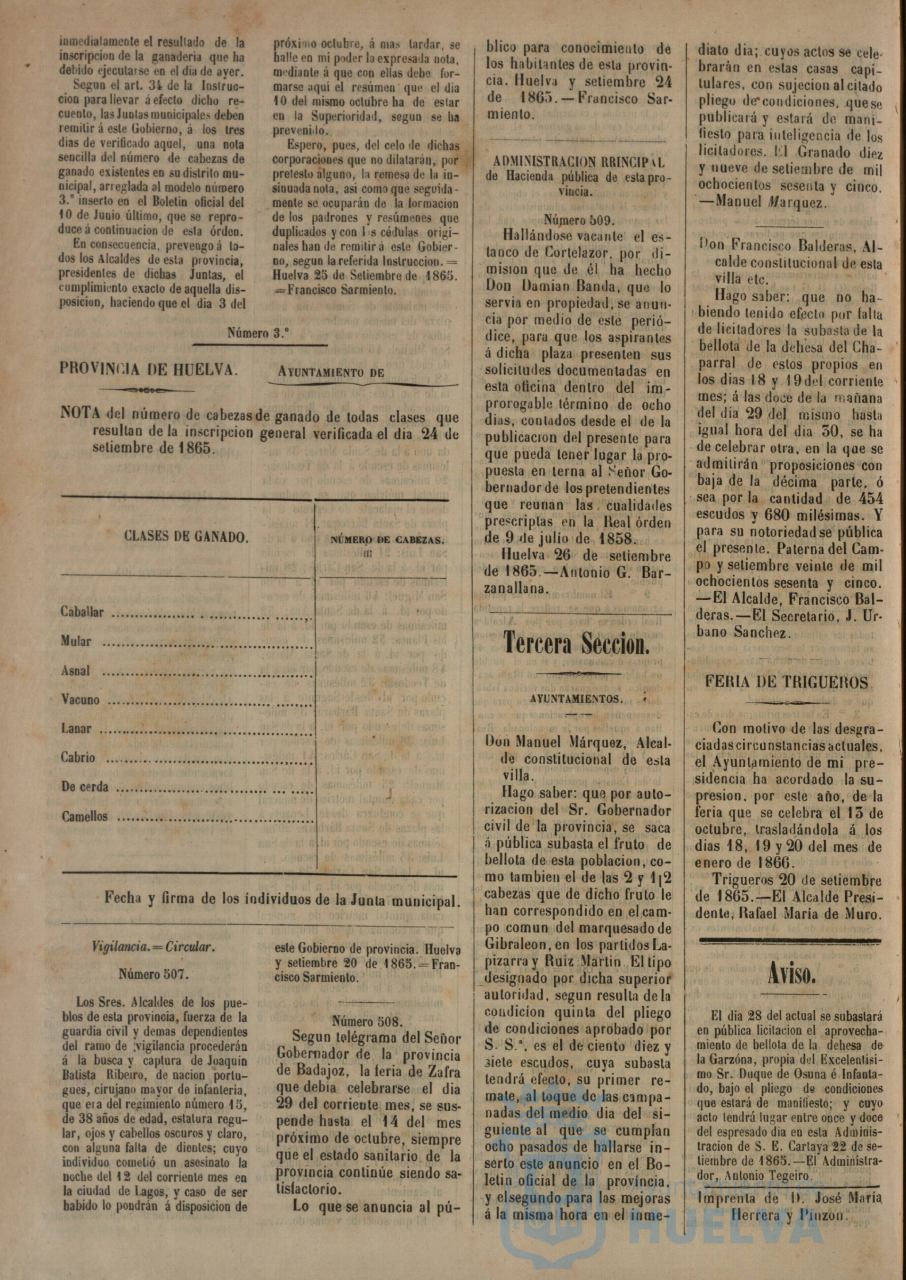 inmediatamente el resultado de la
inscripcion de la ganaderia que ha
debido ejecutarse en el dia de ayer.
Segun el art. 34 de la Instruc-
cion para llevar á efecto dicho re-
cuento, las Juntas municipales deben
remitir á este Gobierno, á los tres
dias de verificado aquel, una nota
sencilla del número de cabezas de
ganado existentes en su distrito mu-
nicipal, arreglada al modelo número
3.º inserto en el Boletin oficial del
10 de Junio último, que se repro-
duce á continuacion de esta órden.
En consecuencia, prevengo á to-
dos los Alcaldes de esta provincia,
presidentes de dichas Juntas, el
cumplimiento exacto de aquella dis-
posicion, haciendo que el dia 3 del
próximo octubre, á mas tardar, se
halle en mi poder la expresada nota,
mediante á que con ellas debe for-
marse aqui el resúmen que el dia
10 del mismo octubre ha de estar
en la Superioridad, segun se ha
prevenido.
Espero, pues, del celo de dichas
corporaciones que no dilatarán, por
pretesto alguno, la remesa de la in-
sinuada nota, asi como que seguida-
mente se ocuparán de la formacion
de los padrones y resúmenes que
duplicados y con las cédulas origi-
nales han de remitir á este Gobier-
no, segun la referida Instruccion.=
Huelva 25 de Setiembre de 1865.
=Francisco Sarmiento.
Número 3.º
PROVINCIA DE HUELVA. AYUNTAMIENTO DE
NOTA del número de cabezas de ganado de todas clases que
resultan de la inscripcion general verificada el dia 24 de
setiembre de 1865.
CLASES DE GANADO. NÚMERO DE CABEZAS.
Caballar
Mular
Asnal
Vacuno
Lanar
Cabrio
De cerda
Camellos
Fecha y firma de los individuos de la Junta municipal.
Vigilancia.=Circular.
Número 507.
Los Sres. Alcaldes de los pue-
blos de esta provincia, fuerza de la
guardia civil y demas dependientes
del ramo de vigilancia procederán
á la busca y captura de Joaquin
Batista Ribeiro, de nacion portu-
gues, cirujano mayor de infanteria,
que era del regimiento número 15,
de 38 años de edad, estatura regu-
lar, ojos y cabellos oscuros y claro,
con alguna falta de dientes; cuyo
individuo cometió un asesinato la
noche del 12 del corriente mes en
la ciudad de Lagos, y caso de ser
habido lo pondrán á disposicion de
este Gobierno de provincia. Huelva
y setiembre 20 de 1865.=Fran-
cisco Sarmiento.
Número 508.
Segun telégrama del Señor
Gobernador de la provincia
de Badajoz, la feria de Zafra
que debia celebrarse el dia
29 del corriente mes, se sus-
pende hasta el 14 del mes
próximo de octubre, siempre
que el estado sanitario de la
provincia continúe siendo sa-
tisfactorio.
Lo que se anuncia al pú-
blico para conocimiento de
los habitantes de esta provin-
cia. Huelva y setiembre 24
de 1865.—Francisco Sar-
miento.
ADMINISTRACION RRINCIPAL
de Hacienda pública de esta pro-
vincia.
Número 509.
Hallándose vacante el es-
tanco de Cortelazor, por di-
mision que de él ha hecho
Don Damian Banda, que lo
servia en propiedad, se anun-
cia por medio de este perió-
dice, para que los aspirantes
á dicha plaza presenten sus
solicitudes documentadas en
esta oficina dentro del im-
prorogable término de ocho
dias, contados desde el de la
publicacion del presente para
que pueda tener lugar la pro-
puesta en terna al Señor Go-
bernador de los pretendientes
que reunan las cualidades
prescriptas en la Real órden
de 9 de julio de 1858.
Huelva 26 de setiembre
de 1865.—Antonio G. Bar-
zanallana.
Tercera Seccion.
AYUNTAMIENTOS.
Don Manuel Márquez, Alcal-
de constitucional de esta
villa.
Hago saber: que por auto-
rizacion del Sr. Gobernador
civil de la provincia, se saca
á pública subasta el fruto de
bellota de esta poblacion, co-
mo tambien el de las 2 y 1|2
cabezas que de dicho fruto le
han correspondido en el cam-
po comun del marquesado de
Gibraleon, en los partidos La-
pizarra y Ruiz Martin. El tipo
designado por dicha superior
autoridad, segun resulta de la
condicion quinta del pliego
de condiciones aprobado por
S. S.ª, es el de ciento diez y
siete escudos, cuya subasta
tendrá efecto, su primer re-
mate, al toque de las campa-
nadas del medio dia del si-
guiente al que se cumplan
ocho pasados de hallarse in-
serto este anuncio en el Bo-
letin oficial de la provincia,
y el segundo para las mejoras
á la misma hora en el inme-
diato dia; cuyos actos se cele-
brarán en estas casas capi-
tulares, con sujecion al citado
pliego de condiciones, que se
publicará y estará de mani-
fiesto para inteligencia de los
licitadores. El Granado diez
y nueve de setiembre de mil
ochocientos sesenta y cinco.
—Manuel Marquez.
Don Francisco Balderas, Al-
calde constitucional de esta
villa etc.
Hago saber: que no ha-
biendo tenido efecto por falta
de licitadores la subasta de la
bellota de la dehesa del Cha-
parral de estos propios en
los dias 18 y 19 del corriente
mes; á las doce de la mañana
del dia 29 del mismo hasta
igual hora del dia 30, se ha
de celebrar otra, en la que se
admitirán proposiciones con
baja de la décima parte, ó
sea por la cantidad de 454
escudos y 680 milésimas. Y
para su notoriedad se publica
el presente. Paterna del Cam-
po y setiembre veinte de mil
ochocientos sesenta y cinco.
—El Alcalde, Francisco Bal-
deras.—El Secretario, J. Ur-
bano Sanchez.
FERIA DE TRIGUEROS
Con motivo de las desgra-
ciadas circunstancias actuales,
el Ayuntamiento de mi pre-
sidencia ha acordado la su-
presion, por este año, de la
feria que se celebra el 13 de
octubre, trasladándola á los
dias 18, 19 y 20 del mes de
enero de 1866.
Trigueros 20 de setiembre
de 1865.—El Alcalde Presi-
dente, Rafael Maria de Muro.
Aviso.
El dia 28 del actual se subastará
en pública licitacion el aprovecha-
miento de bellota de la dehesa de
la Garzóna, propia del Excelentísi-
mo Sr. Duque de Osuna é Infanta-
do, bajo el pliego de condiciones
que estará de manifiesto; y cuyo
acto tendrá lugar entre once y doce
del espresado dia en esta Adminis-
tracion de S. E. Cartaya 22 de se-
tiembre de 1865.—El Administra-
dor, Antonio Tegeiro.
Imprenta de D. José Maria
Herrera y Pinzon.
HUELVA